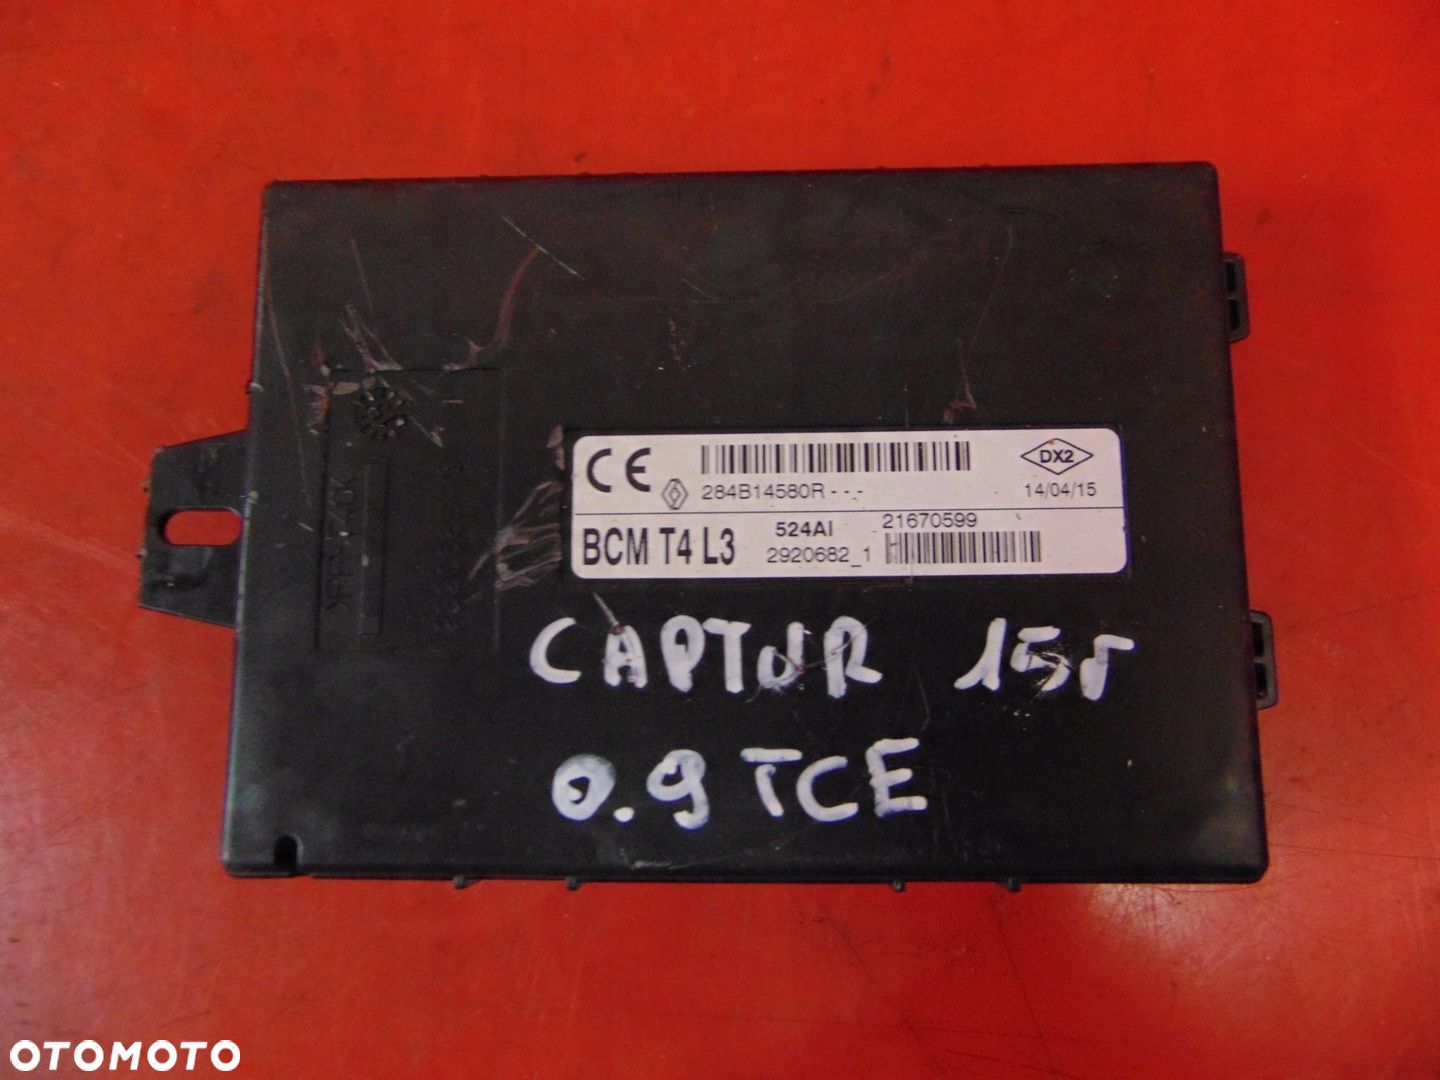 CE
284B14580R - -.-
DX2
14/04/15
BCM T4 L3
524AI
21670599
2920682_1
CAPTUR 15r
0.9 TCE
OTOMOTO